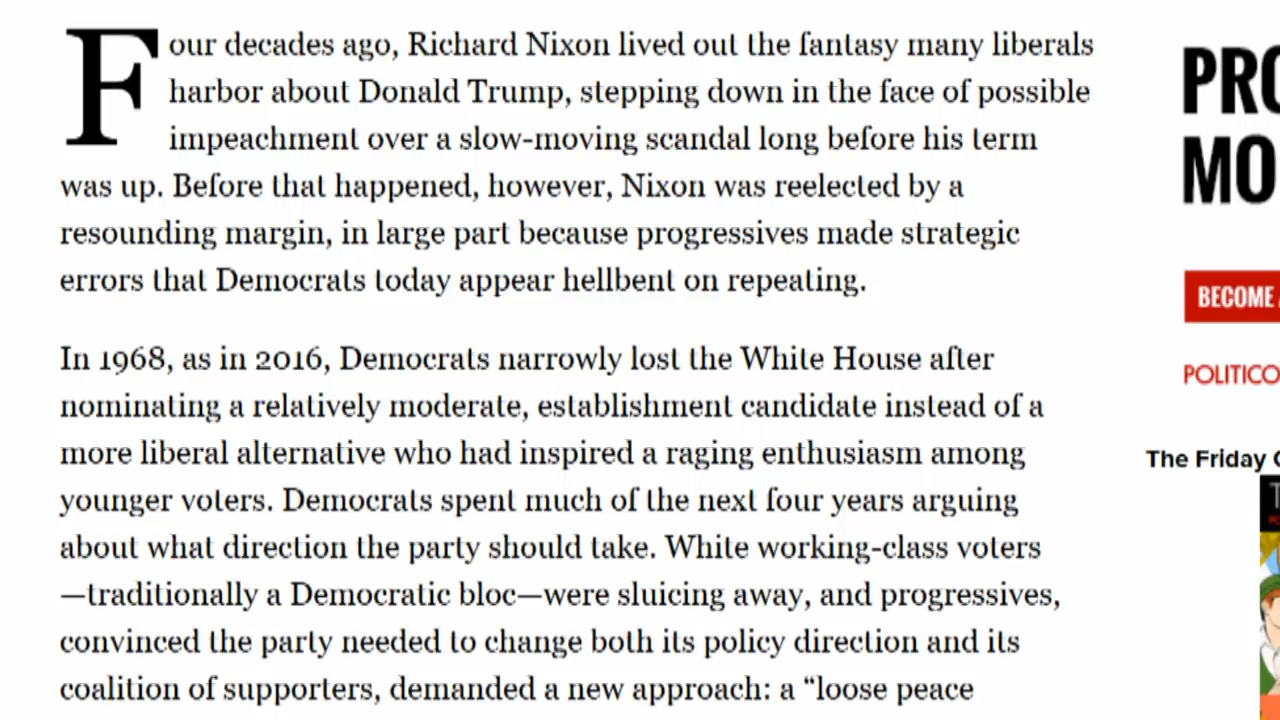 Four decades ago, Richard Nixon lived out the fantasy many liberals
harbor about Donald Trump, stepping down in the face of possible
impeachment over a slow-moving scandal long before his term
was up. Before that happened, however, Nixon was reelected by a
resounding margin, in large part because progressives made strategic
errors that Democrats today appear hellbent on repeating.
In 1968, as in 2016, Democrats narrowly lost the White House after
nominating a relatively moderate, establishment candidate instead of a
more liberal alternative who had inspired a raging enthusiasm among
younger voters. Democrats spent much of the next four years arguing
about what direction the party should take. White working-class voters
—traditionally a Democratic bloc—were sluicing away, and progressives,
convinced the party needed to change both its policy direction and its
coalition of supporters, demanded a new approach: a “loose peace
PRO
MO
BECOME
POLITICO
The Friday